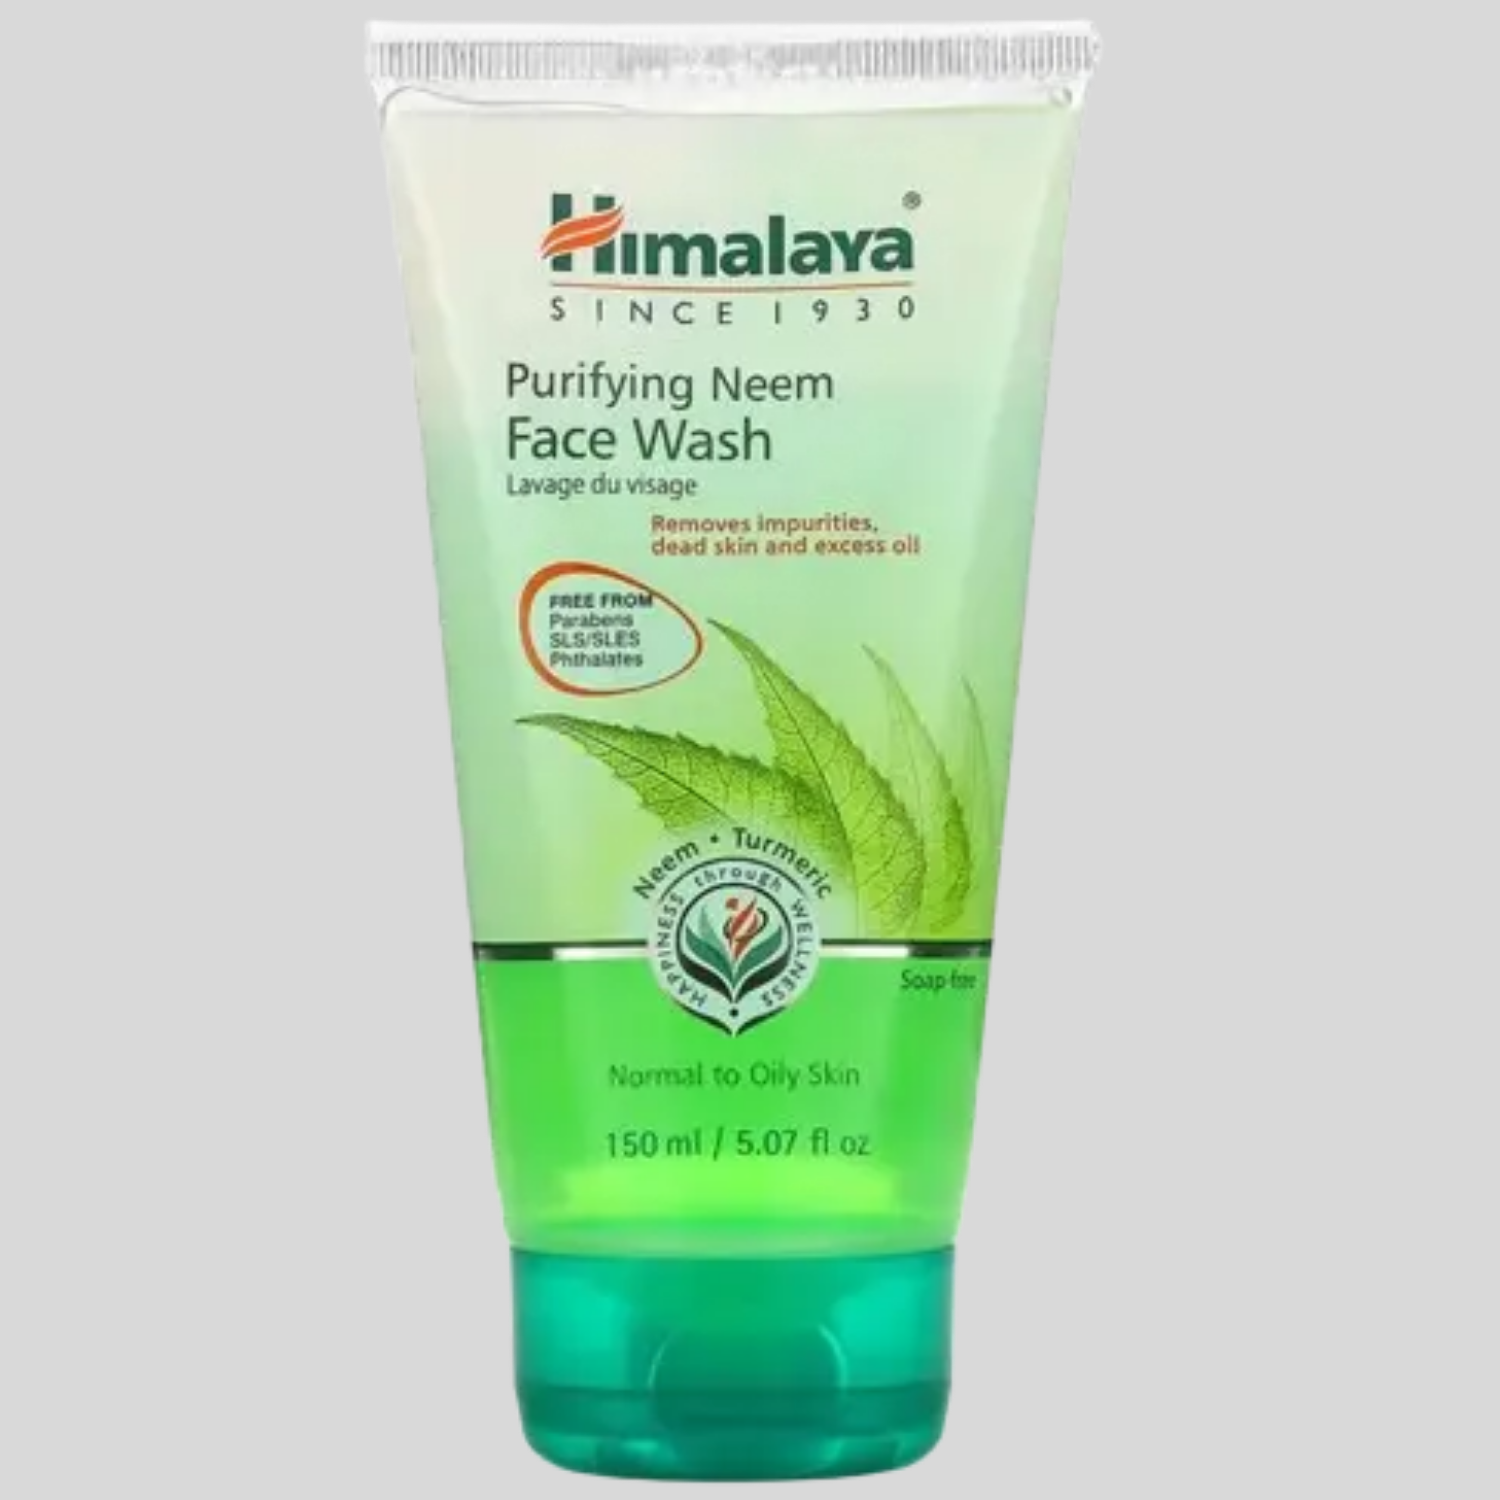 Himalaya®
SINCE 1930
Purifying Neem
Face Wash
Lavage du visage
Removes impurities,
dead skin and excess oil
FREE FROM
Parabens
SLS/SLES
Phthalates
Neem • Turmeric
HAPPINESS through WELLNESS
Soap-free
Normal to Oily Skin
150 ml / 5.07 fl oz